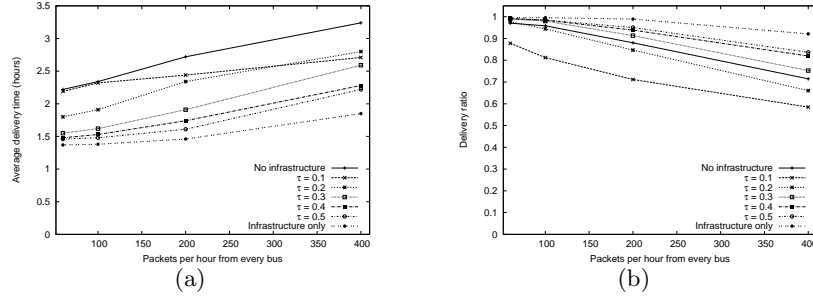 3.5
3
2.5
2
1.5
1
0.5
0
Average delivery time (hours)
No infrastructure
τ = 0.1
τ = 0.2
τ = 0.3
τ = 0.4
τ = 0.5
Infrastructure only
100 150 200 250 300 350 400
Packets per hour from every bus
(a)
1
0.9
0.8
0.7
0.6
0.5
0.4
0.3
0.2
0.1
0
Delivery ratio
No infrastructure
τ = 0.1
τ = 0.2
τ = 0.3
τ = 0.4
τ = 0.5
Infrastructure only
100 150 200 250 300 350 400
Packets per hour from every bus
(b)